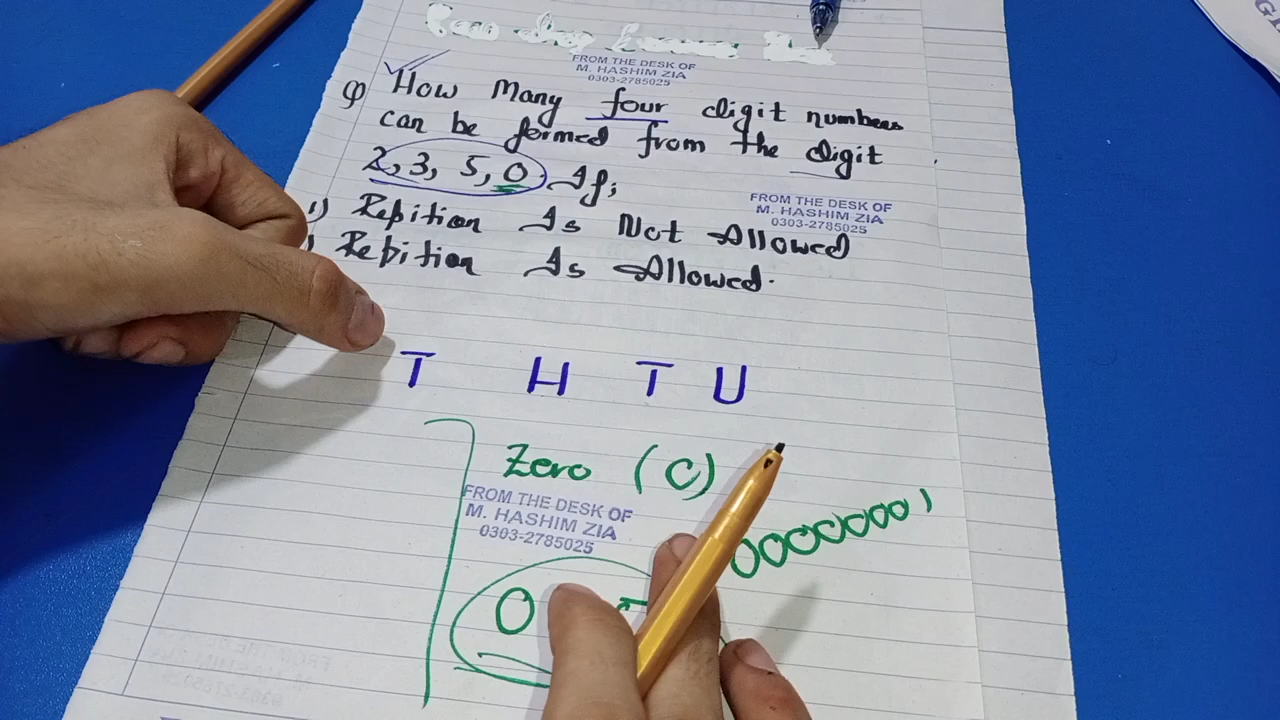 FROM THE DESK OF
M. HASHIM ZIA
0303-2785025
Q How Many four digit numbers
can be formed from the digit
2, 3, 5, 0 If;
FROM THE DESK OF
M. HASHIM ZIA
0303-2785025
i) Repition Is Not Allowed
) Repition Is Allowed.
T H T U
Zero (C)
FROM THE DESK OF
M. HASHIM ZIA
0303-2785025
00000001
0